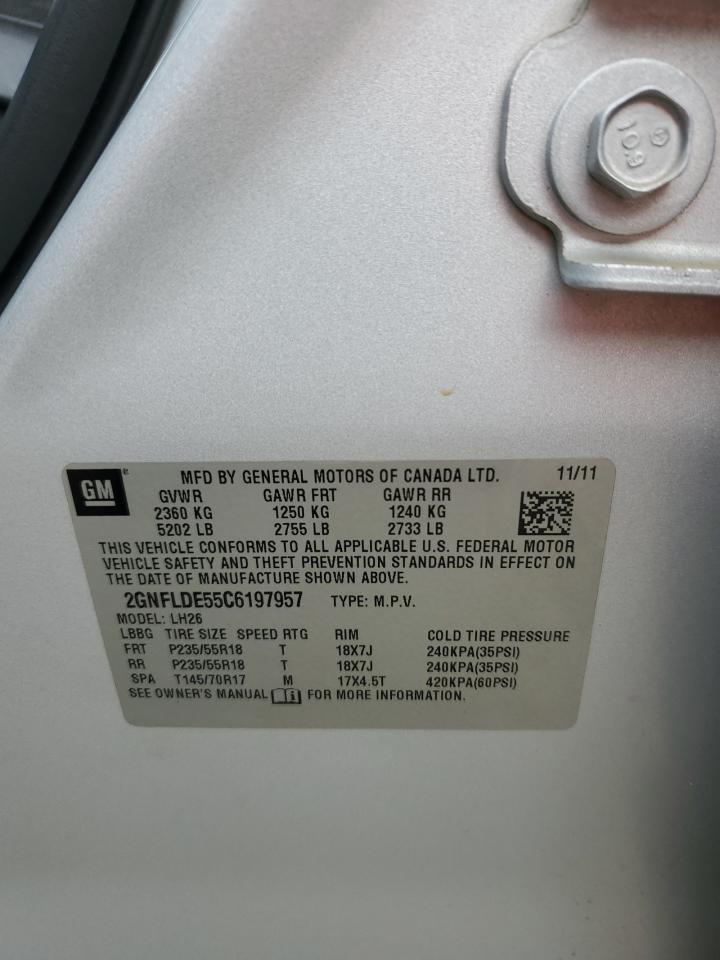 10.9
GM
MFD BY GENERAL MOTORS OF CANADA LTD. 11/11
GVWR GAWR FRT GAWR RR
2360 KG 1250 KG 1240 KG
5202 LB 2755 LB 2733 LB
THIS VEHICLE CONFORMS TO ALL APPLICABLE U.S. FEDERAL MOTOR
VEHICLE SAFETY AND THEFT PREVENTION STANDARDS IN EFFECT ON
THE DATE OF MANUFACTURE SHOWN ABOVE.
2GNFLDE55C6197957 TYPE: M.P.V.
MODEL: LH26
LBBG TIRE SIZE SPEED RTG RIM COLD TIRE PRESSURE
FRT P235/55R18 T 18X7J 240KPA(35PSI)
RR P235/55R18 T 18X7J 240KPA(35PSI)
SPA T145/70R17 M 17X4.5T 420KPA(60PSI)
SEE OWNER'S MANUAL FOR MORE INFORMATION.